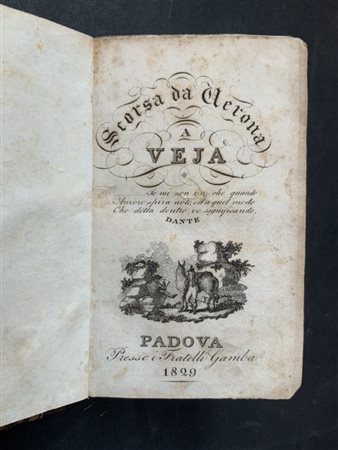 Scorsa da Verona
A
VEJA
Io mi son un che quando
Amore spira noto, ed a quel modo
Che detta dentro vo significando.
DANTE
PADOVA
Presso i Fratelli Gamba
1829